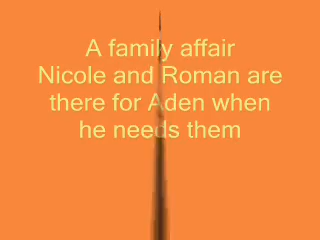 A family affair
Nicole and Roman are
there for Aden when
he needs them